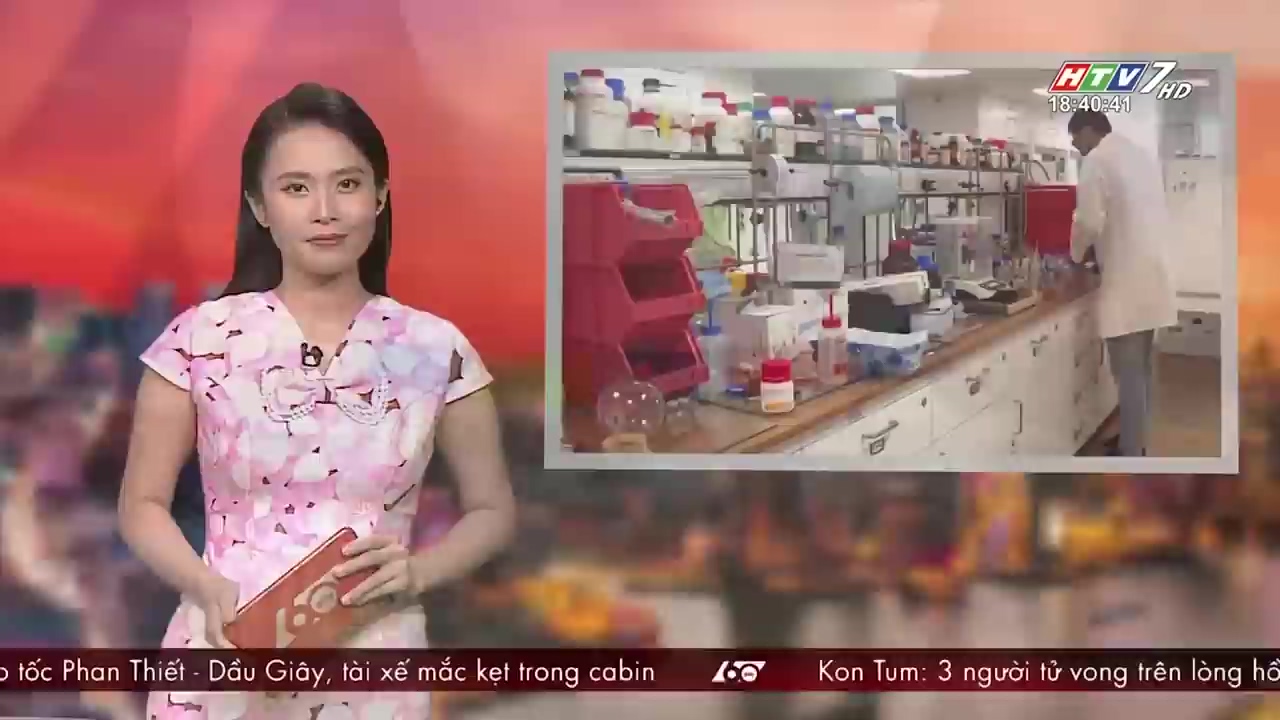 HTV7 HD
18:40:41
tốc Phan Thiết - Dầu Giây, tài xế mắc kẹt trong cabin
60
Kon Tum: 3 người tử vong trên lòng hồ